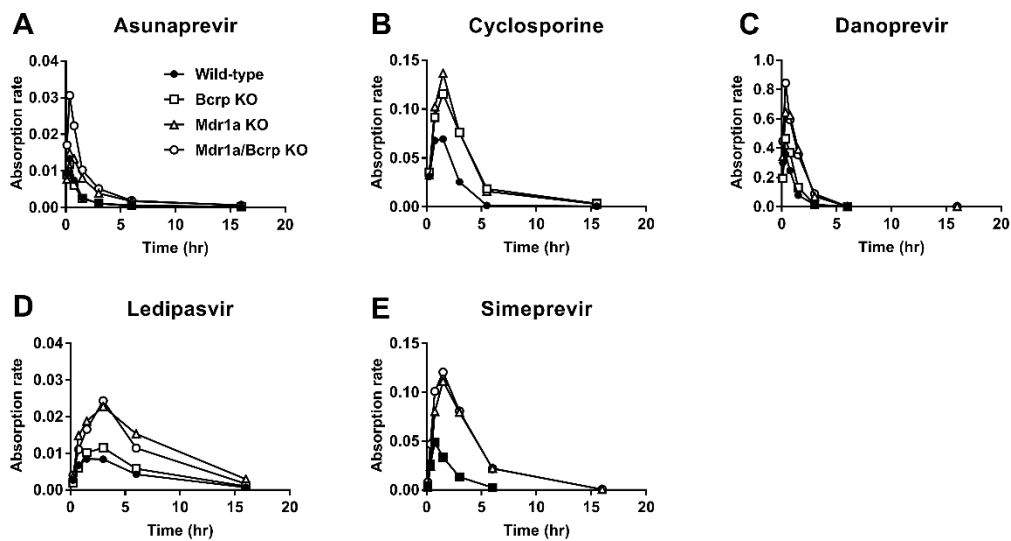 A Asunaprevir
Absorption rate
0.04
0.03
0.02
0.01
0.00
0 5 10 15 20
Time (hr)
Wild-type
Bcrp KO
Mdr1a KO
Mdr1a/Bcrp KO
B Cyclosporine
Absorption rate
0.15
0.10
0.05
0.00
0 5 10 15 20
Time (hr)
C Danoprevir
Absorption rate
1.0
0.8
0.6
0.4
0.2
0.0
0 5 10 15 20
Time (hr)
D Ledipasvir
Absorption rate
0.04
0.03
0.02
0.01
0.00
0 5 10 15 20
Time (hr)
E Simeprevir
Absorption rate
0.15
0.10
0.05
0.00
0 5 10 15 20
Time (hr)